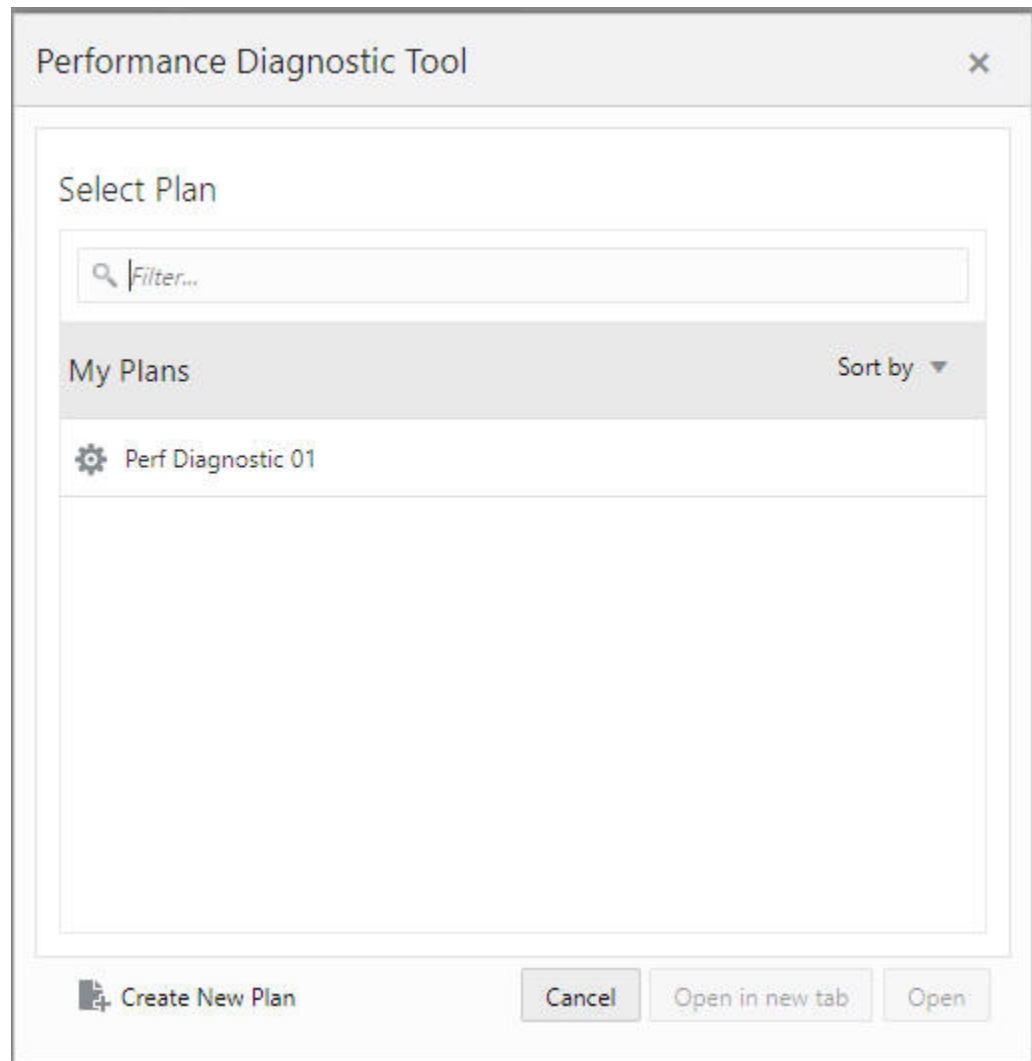 Performance Diagnostic Tool
Select Plan
Filter...
My Plans Sort by
Perf Diagnostic 01
Create New Plan Cancel Open in new tab Open